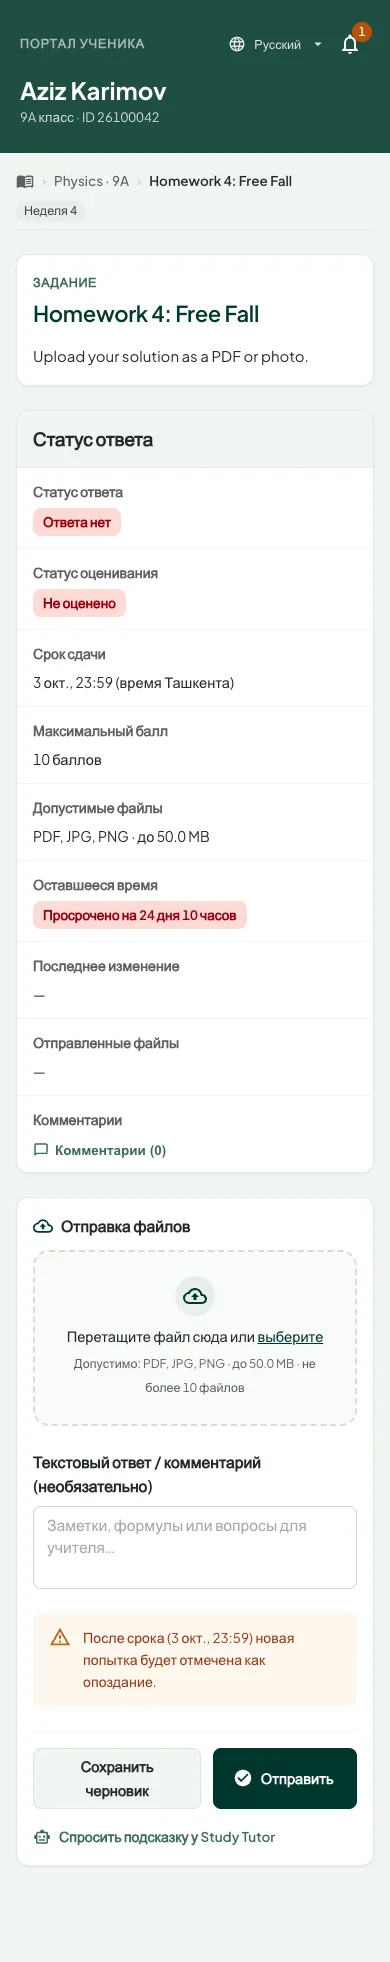 ПОРТАЛ УЧЕНИКА
Русский
1
Aziz Karimov
9A класс · ID 26100042
Physics · 9A › Homework 4: Free Fall
Неделя 4
ЗАДАНИЕ
Homework 4: Free Fall
Upload your solution as a PDF or photo.
Статус ответа
Статус ответа
Ответа нет
Статус оценивания
Не оценено
Срок сдачи
3 окт., 23:59 (время Ташкента)
Максимальный балл
10 баллов
Допустимые файлы
PDF, JPG, PNG · до 50.0 MB
Оставшееся время
Просрочено на 24 дня 10 часов
Последнее изменение
—
Отправленные файлы
—
Комментарии
Комментарии (0)
Отправка файлов
Перетащите файл сюда или выберите
Допустимо: PDF, JPG, PNG · до 50.0 MB · не
более 10 файлов
Текстовый ответ / комментарий
(необязательно)
Заметки, формулы или вопросы для
учителя...
После срока (3 окт., 23:59) новая
попытка будет отмечена как
опоздание.
Сохранить
черновик
Отправить
Спросить подсказку у Study Tutor